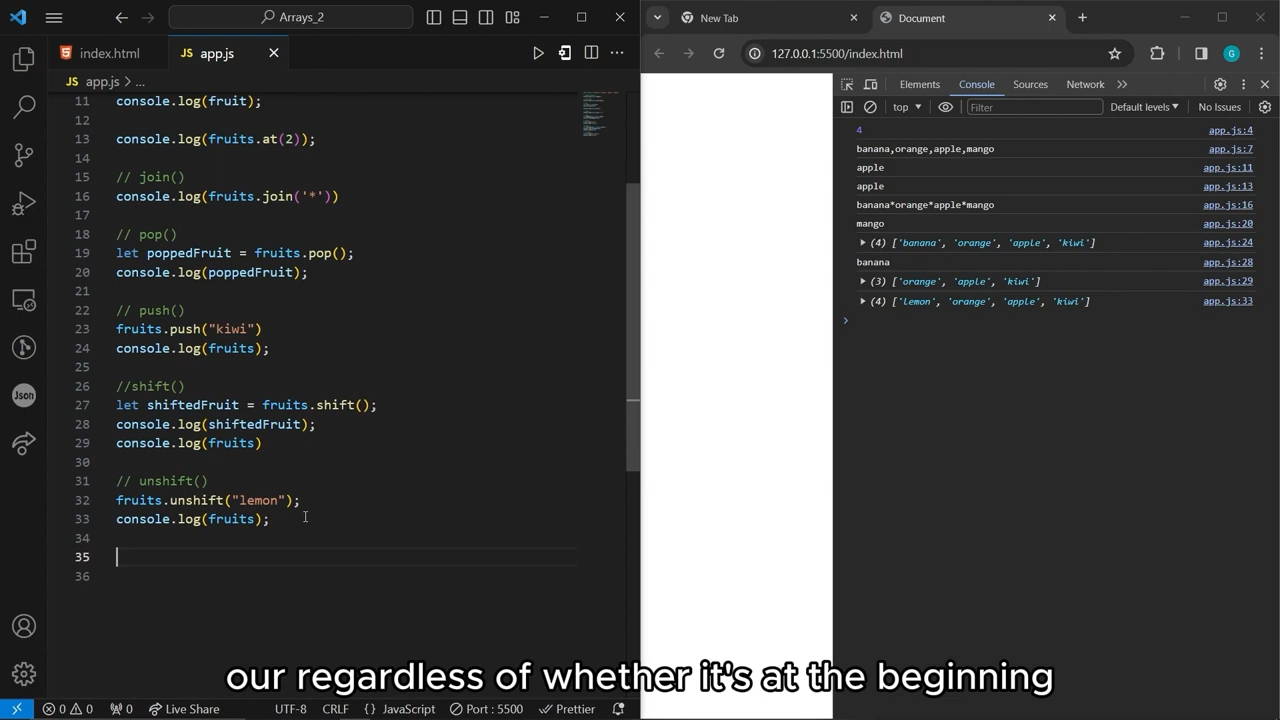 Arrays_2
New Tab
Document
index.html
app.js
127.0.0.1:5500/index.html
G
app.js > ...
Elements
Console
Sources
Network
top
Filter
Default levels
No Issues
11 console.log(fruit);
12
13 console.log(fruits.at(2));
14
15 // join()
16 console.log(fruits.join('*'))
17
18 // pop()
19 let poppedFruit = fruits.pop();
20 console.log(poppedFruit);
21
22 // push()
23 fruits.push("kiwi")
24 console.log(fruits);
25
26 //shift()
27 let shiftedFruit = fruits.shift();
28 console.log(shiftedFruit);
29 console.log(fruits)
30
31 // unshift()
32 fruits.unshift("lemon");
33 console.log(fruits);
34
35
36
4 app.js:4
banana,orange,apple,mango app.js:7
apple app.js:11
apple app.js:13
banana*orange*apple*mango app.js:16
mango app.js:20
(4) ['banana', 'orange', 'apple', 'kiwi'] app.js:24
banana app.js:28
(3) ['orange', 'apple', 'kiwi'] app.js:29
(4) ['lemon', 'orange', 'apple', 'kiwi'] app.js:33
Json
our regardless of whether it's at the beginning
0 0 0 Live Share UTF-8 CRLF {} JavaScript Port : 5500 Prettier